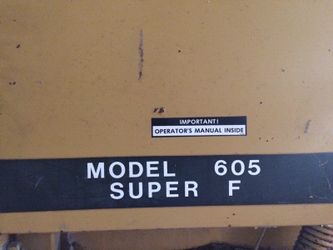 IMPORTANT!
OPERATOR'S MANUAL INSIDE
MODEL 605
SUPER F